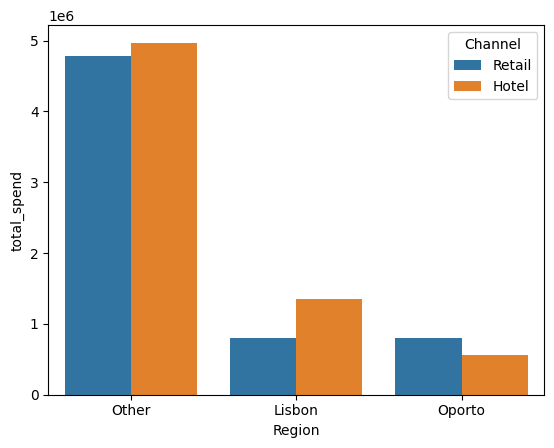 1e6
5
4
3
2
1
0
total_spend
Channel
Retail
Hotel
Other
Lisbon
Oporto
Region